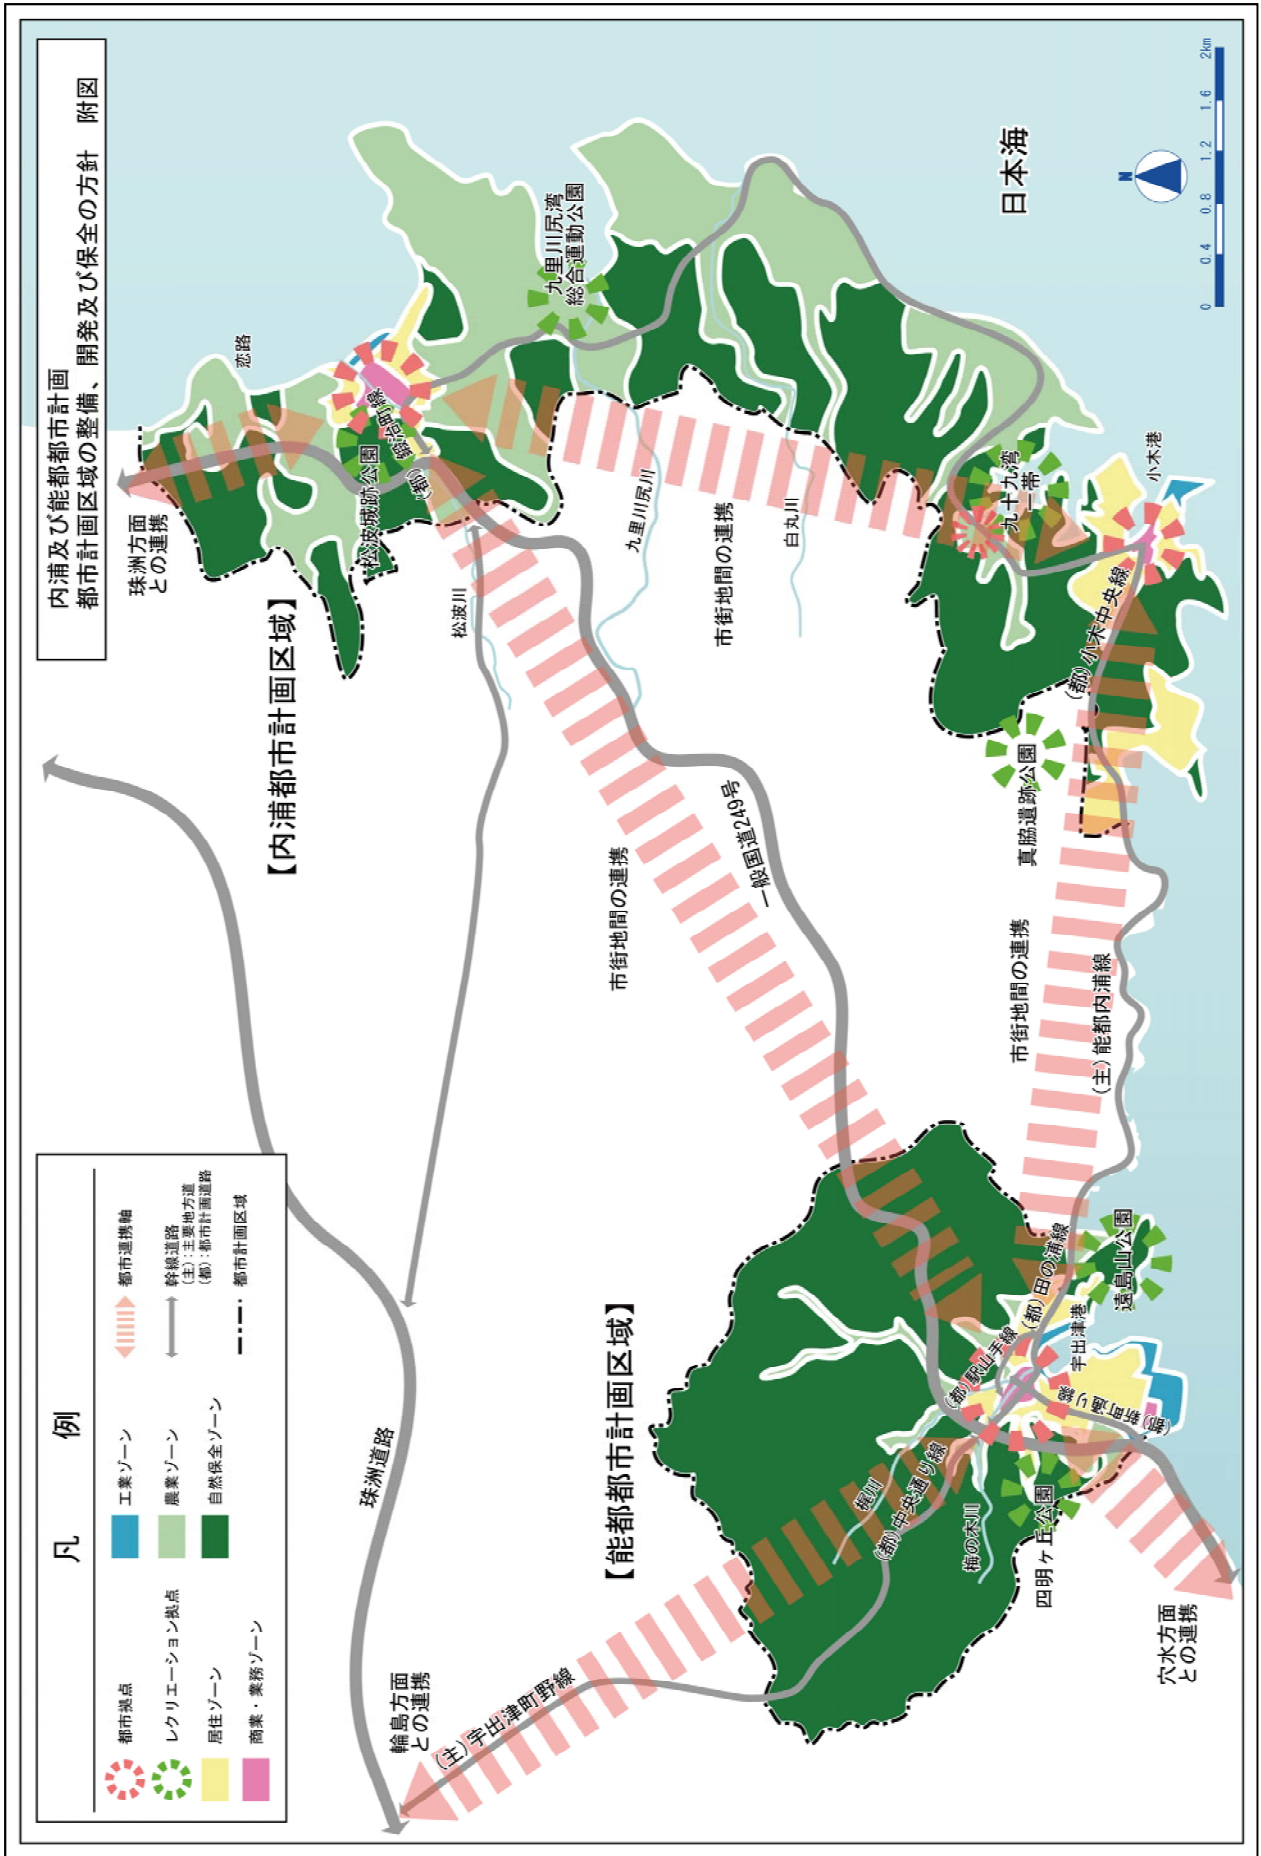 内浦及び能都都市計画
都市計画区域の整備、開発及び保全の方針　附図
凡　例
都市拠点
レクリエーション拠点
居住ゾーン
商業・業務ゾーン
工業ゾーン
農業ゾーン
自然保全ゾーン
都市連携軸
幹線道路
(主):主要地方道
(都):都市計画道路
都市計画区域
【内浦都市計画区域】
【能都都市計画区域】
珠洲方面
との連携
恋路
松波城跡公園
(都)鍛治町線
松波川
九里川尻湾
総合運動公園
九里川尻川
白丸川
市街地間の連携
市街地間の連携
市街地間の連携
一般国道249号
九十九湾
一帯
小木港
(都)小木中央線
真脇遺跡公園
(主)能都内浦線
日本海
N
0 0.4 0.8 1.2 1.6 2km
珠洲道路
輪島方面
との連携
(主)宇出津町野線
梶川
(都)中央通り線
梅の木川
四明ヶ丘公園
(都)駅山手線
(都)田の浦線
宇出津港
遠島山公園
(都)新町通り線
穴水方面
との連携